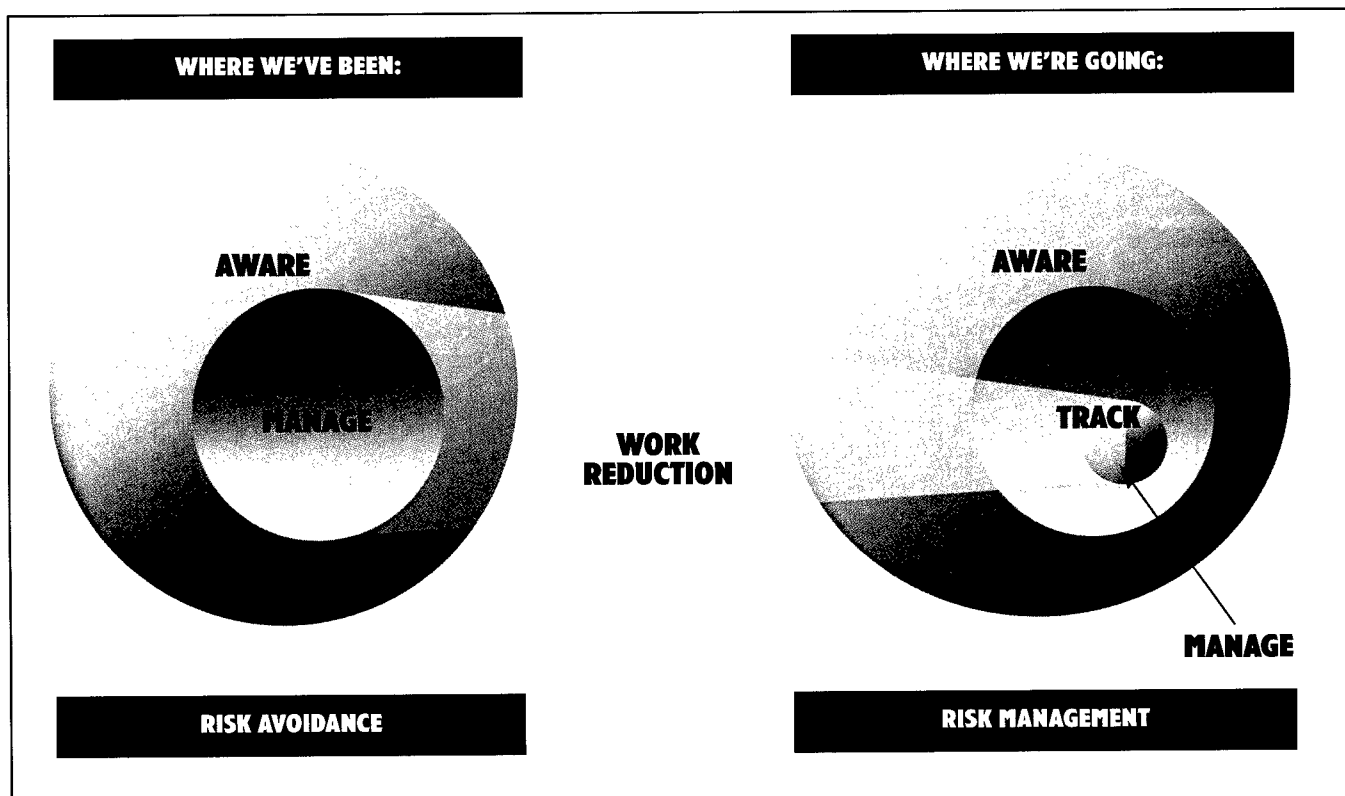 WHERE WE'VE BEEN:
WHERE WE'RE GOING:
AWARE
MANAGE
WORK
REDUCTION
AWARE
TRACK
MANAGE
RISK AVOIDANCE
RISK MANAGEMENT